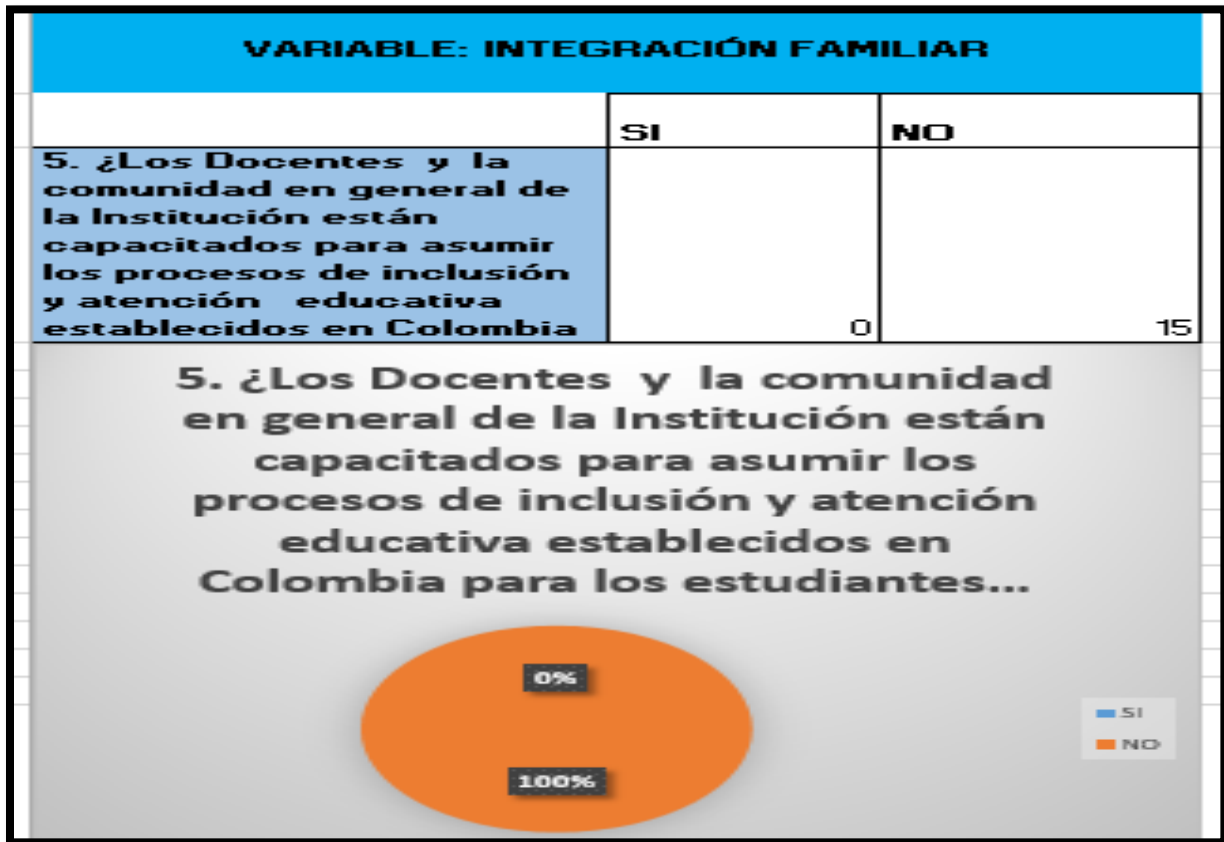 VARIABLE: INTEGRACIÓN FAMILIAR
SI NO
5. ¿Los Docentes y la
comunidad en general de
la Institución están
capacitados para asumir
los procesos de inclusión
y atención educativa
establecidos en Colombia
0 15
5. ¿Los Docentes y la comunidad
en general de la Institución están
capacitados para asumir los
procesos de inclusión y atención
educativa establecidos en
Colombia para los estudiantes...
0%
SI
NO
100%